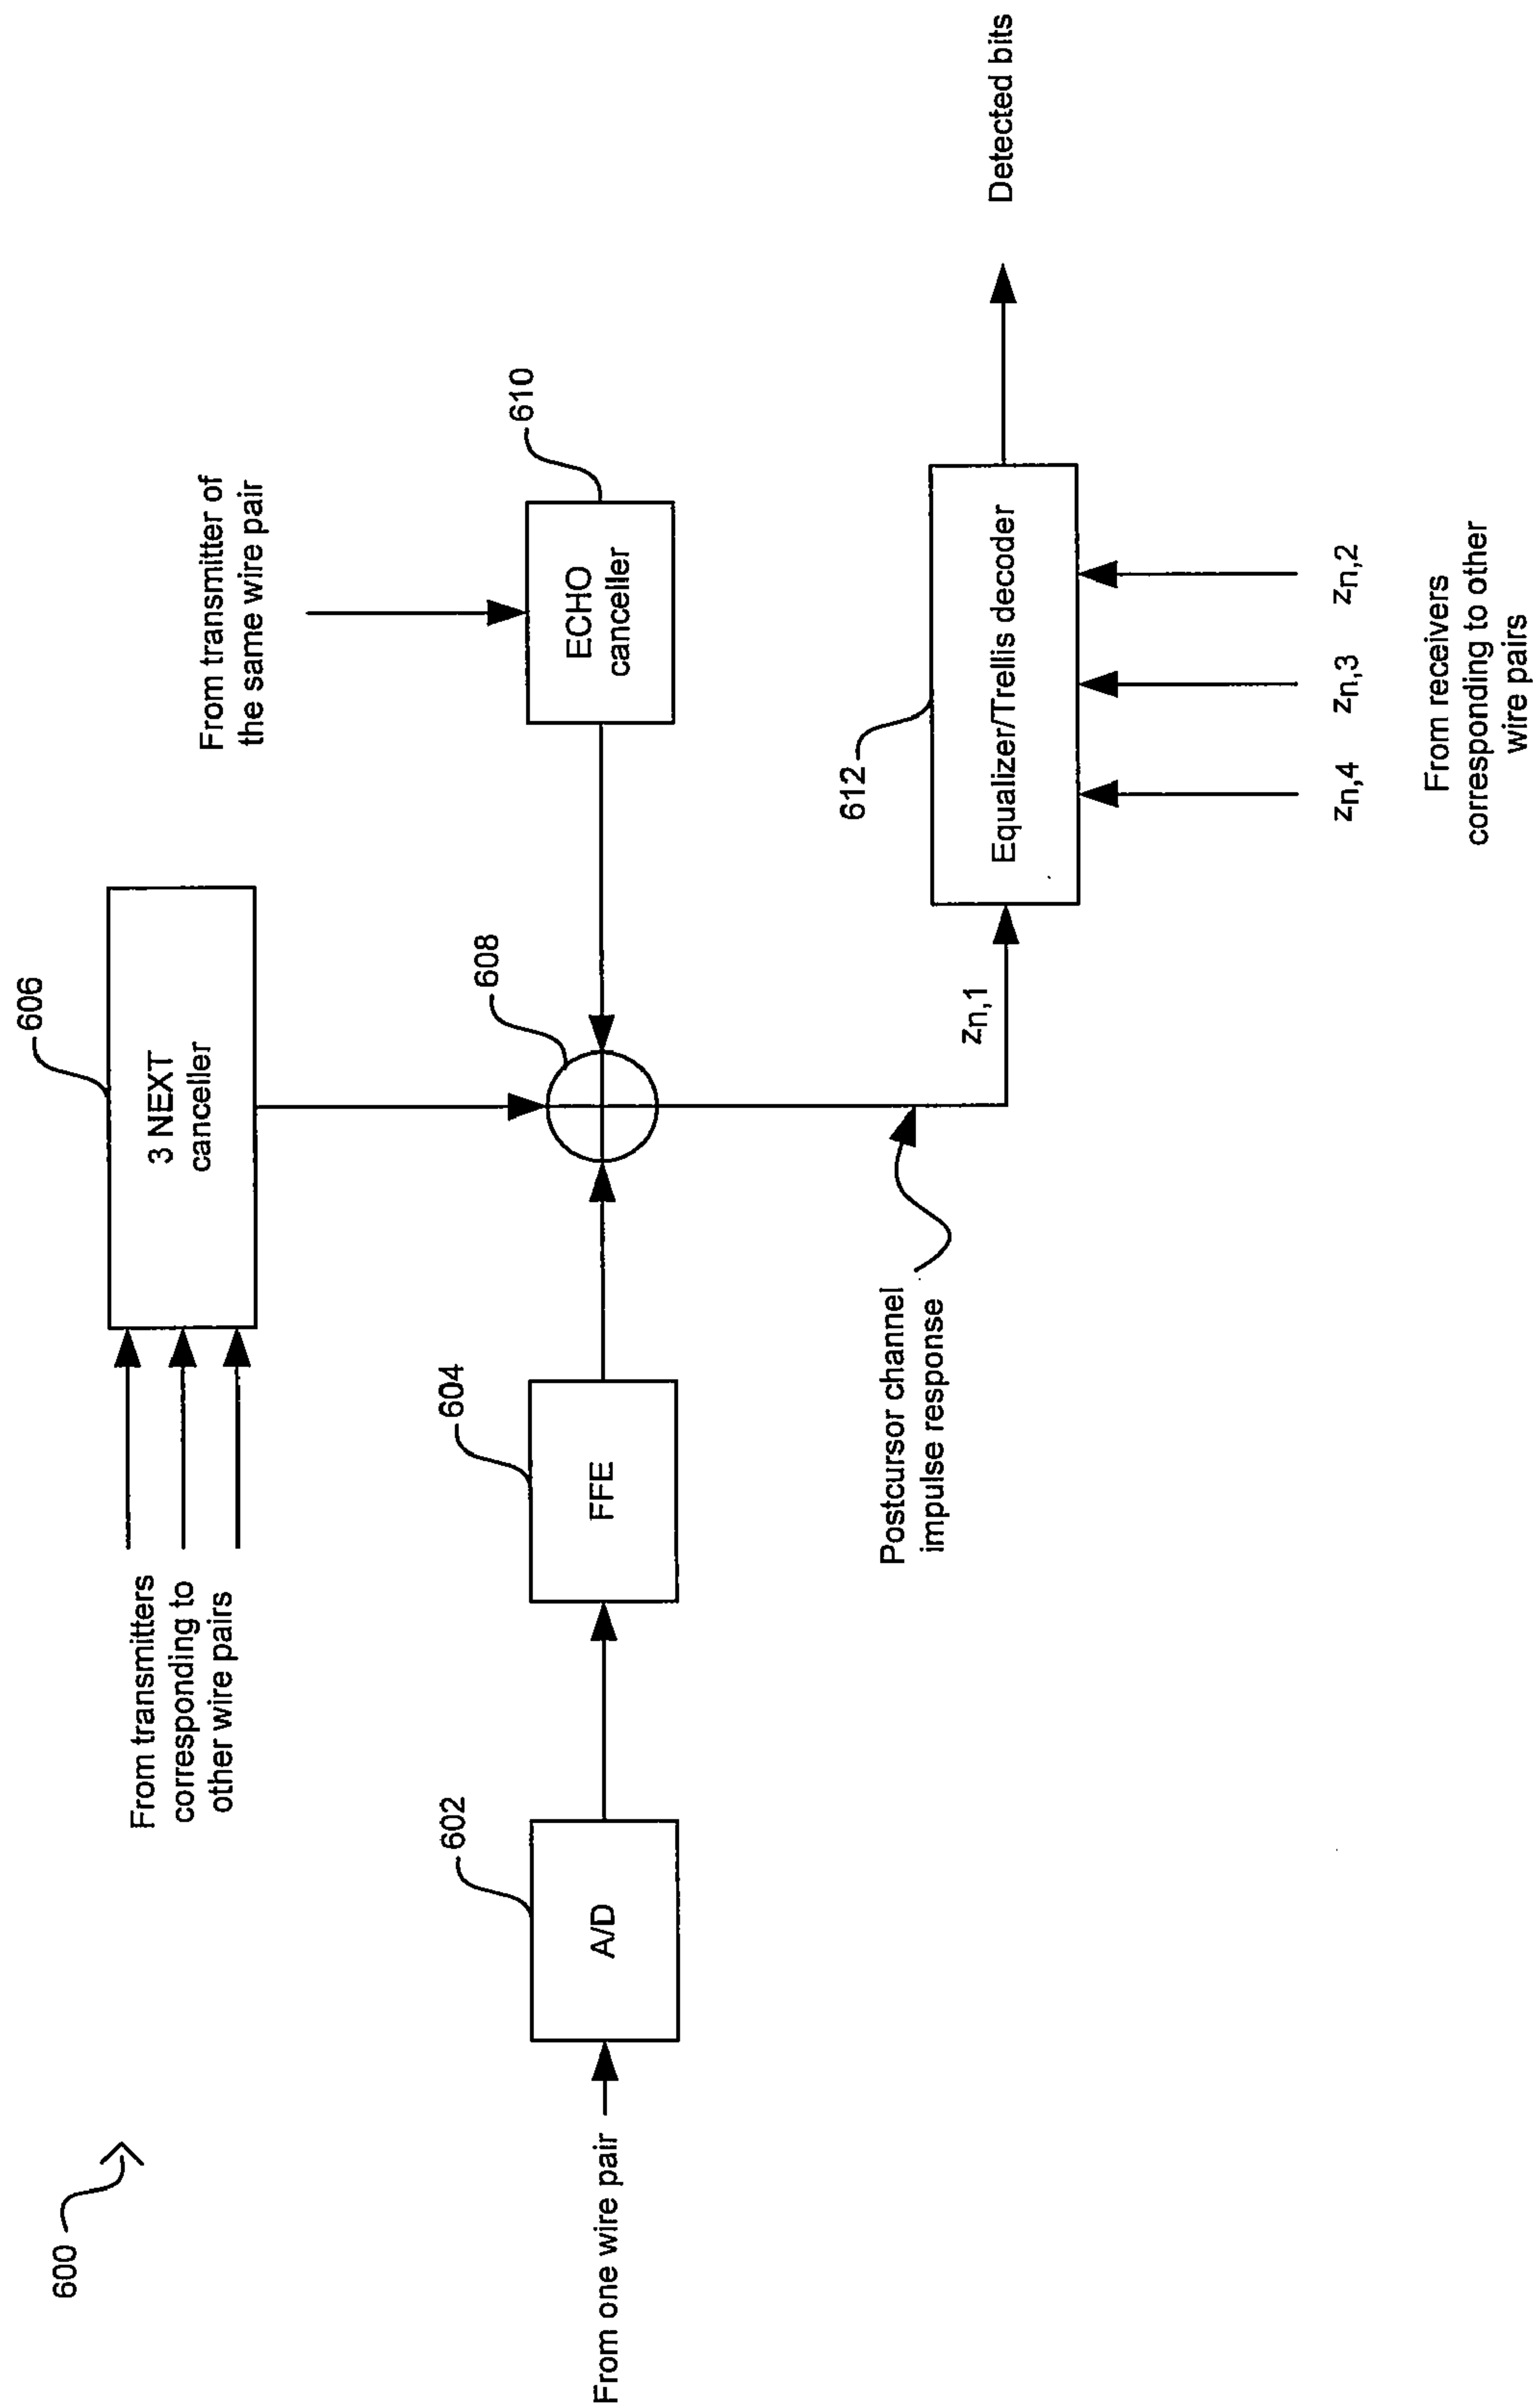 600
606
3 NEXT
canceller
From transmitters
corresponding to
other wire pairs
From transmitter of
the same wire pair
610
ECHO
canceller
608
604
FFE
602
A/D
From one wire pair
Postcursor channel
impulse response
zn,1
612
Equalizer/Trellis decoder
Detected bits
zn,4
zn,3
zn,2
From receivers
corresponding to other
wire pairs